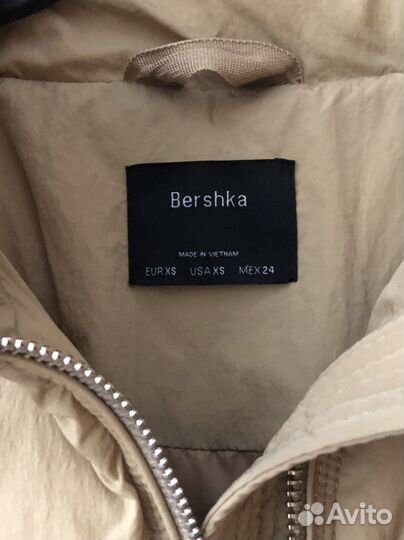 Bershka
MADE IN VIETNAM
EUR XS USA XS MEX 24
Avito